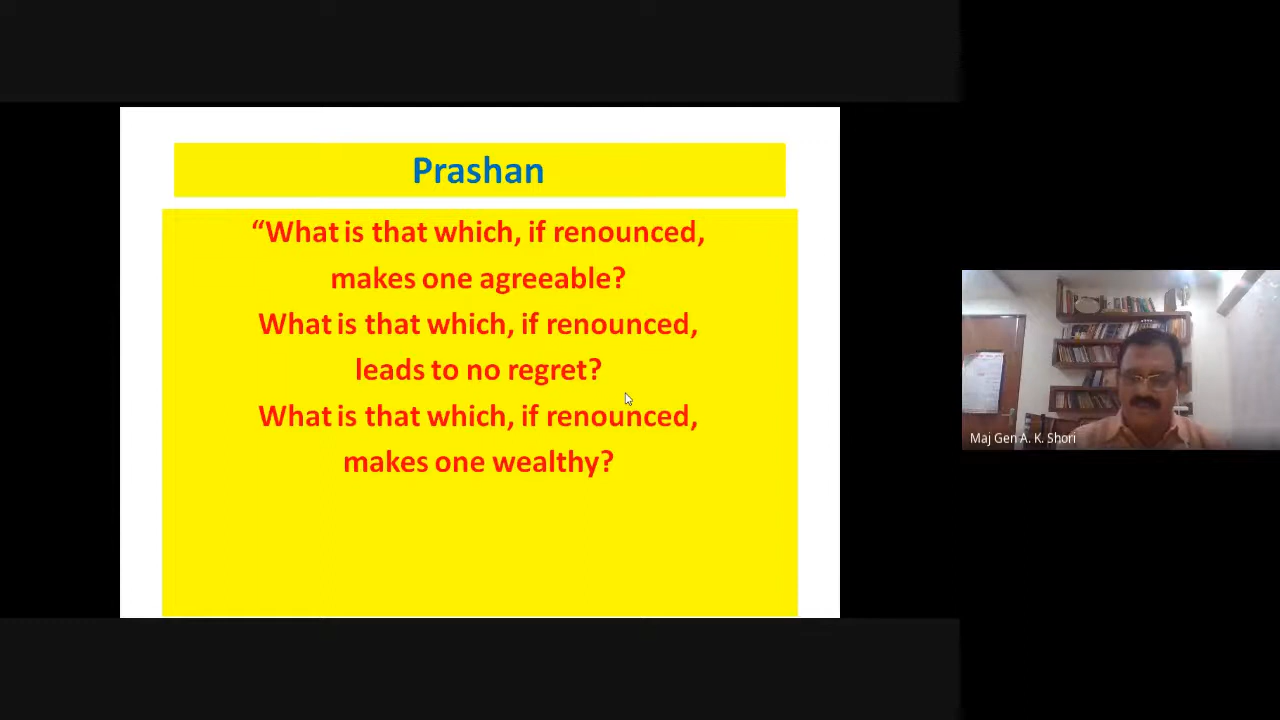 Prashan
“What is that which, if renounced,
makes one agreeable?
What is that which, if renounced,
leads to no regret?
What is that which, if renounced,
makes one wealthy?
Maj Gen A. K. Shori